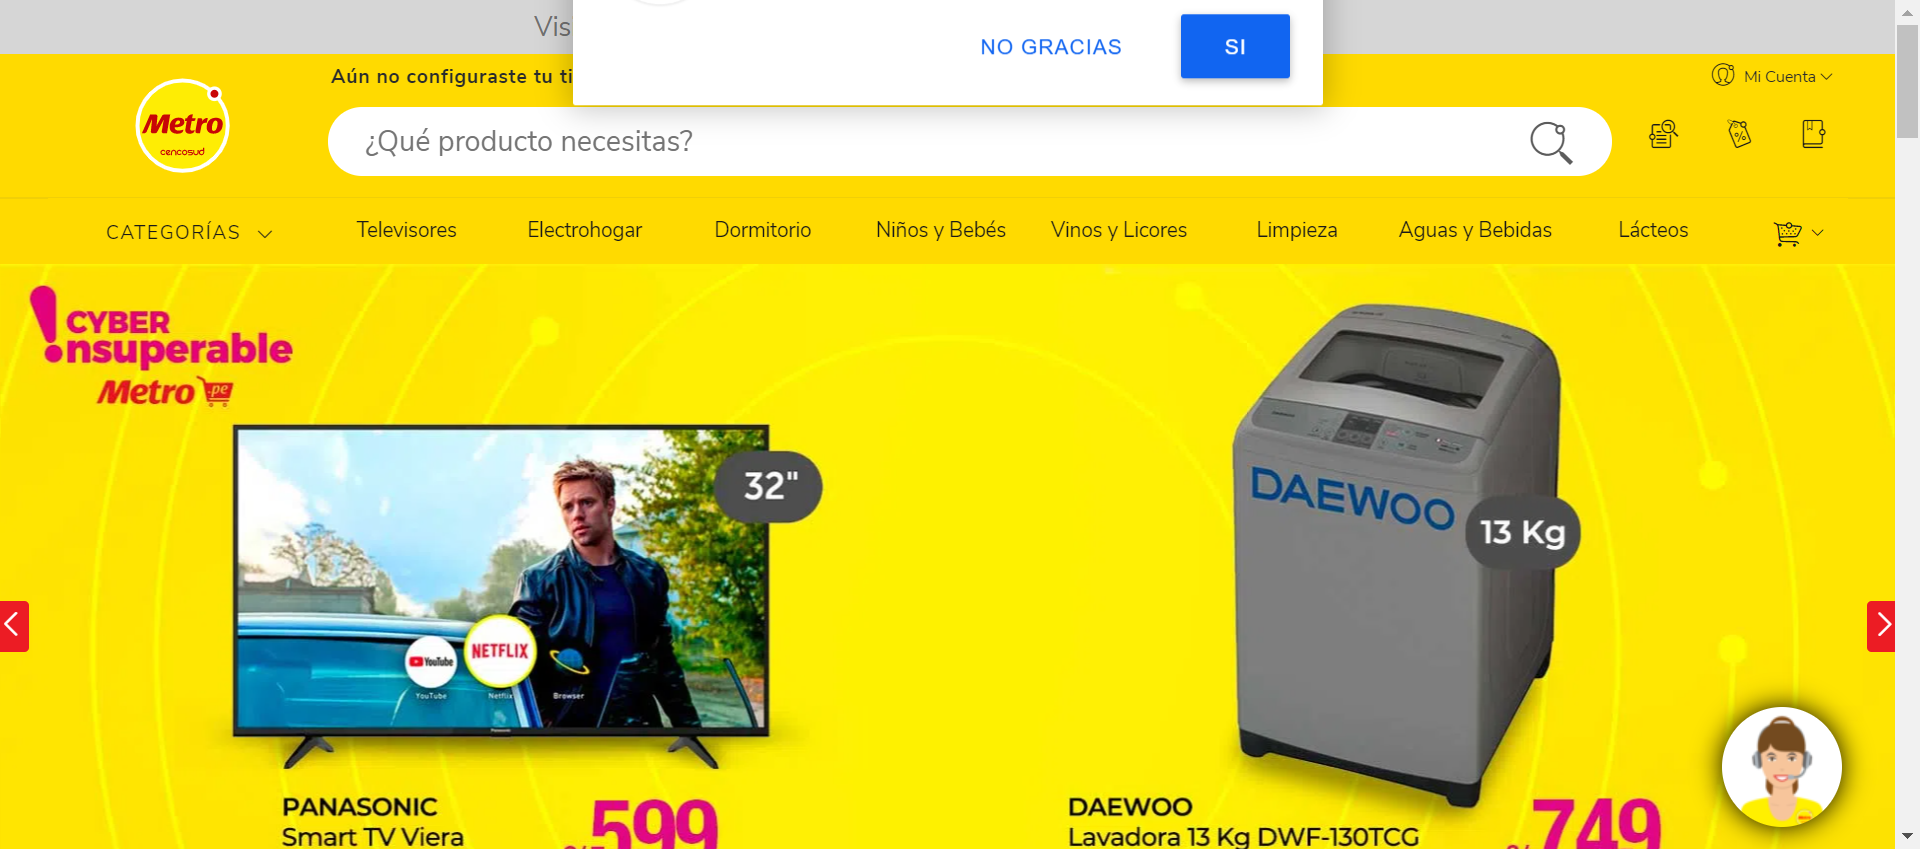 Vis
NO GRACIAS
SI
Aún no configuraste tu ti
Mi Cuenta
Metro
cencosud
¿Qué producto necesitas?
CATEGORÍAS
Televisores
Electrohogar
Dormitorio
Niños y Bebés
Vinos y Licores
Limpieza
Aguas y Bebidas
Lácteos
CYBER
nsuperable
Metro .pe
32"
DAEWOO
13 Kg
YouTube
NETFLIX
YouTube
Netflix
Browser
Panasonic
PANASONIC
Smart TV Viera
599
DAEWOO
Lavadora 13 Kg DWF-130TCG
749